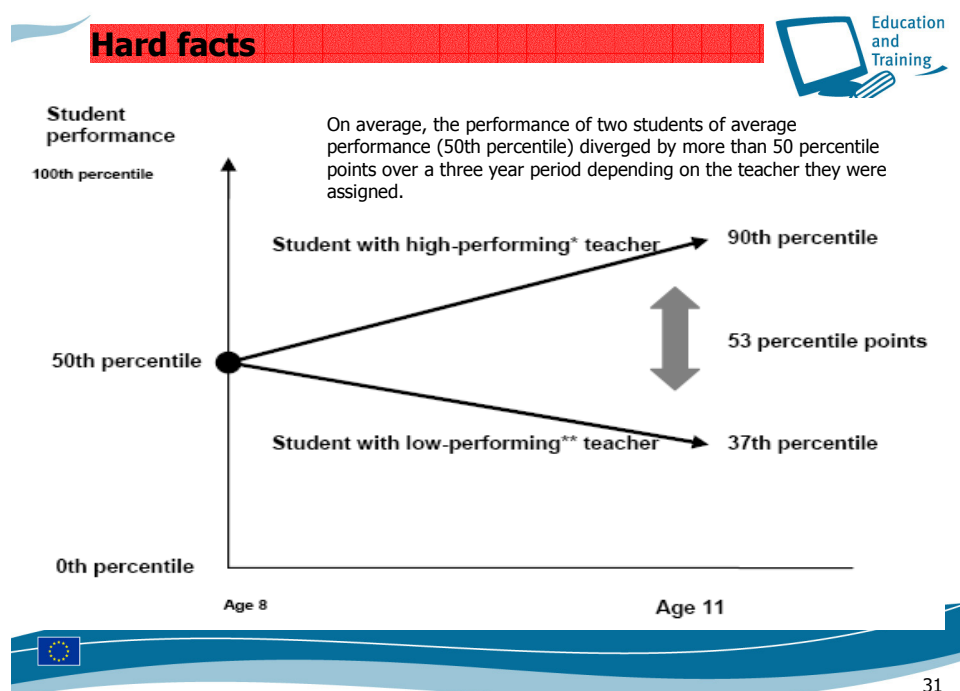 Hard facts
Education
and
Training
Student
performance
100th percentile
On average, the performance of two students of average
performance (50th percentile) diverged by more than 50 percentile
points over a three year period depending on the teacher they were
assigned.
Student with high-performing* teacher
90th percentile
50th percentile
53 percentile points
Student with low-performing** teacher
37th percentile
0th percentile
Age 8
Age 11
31